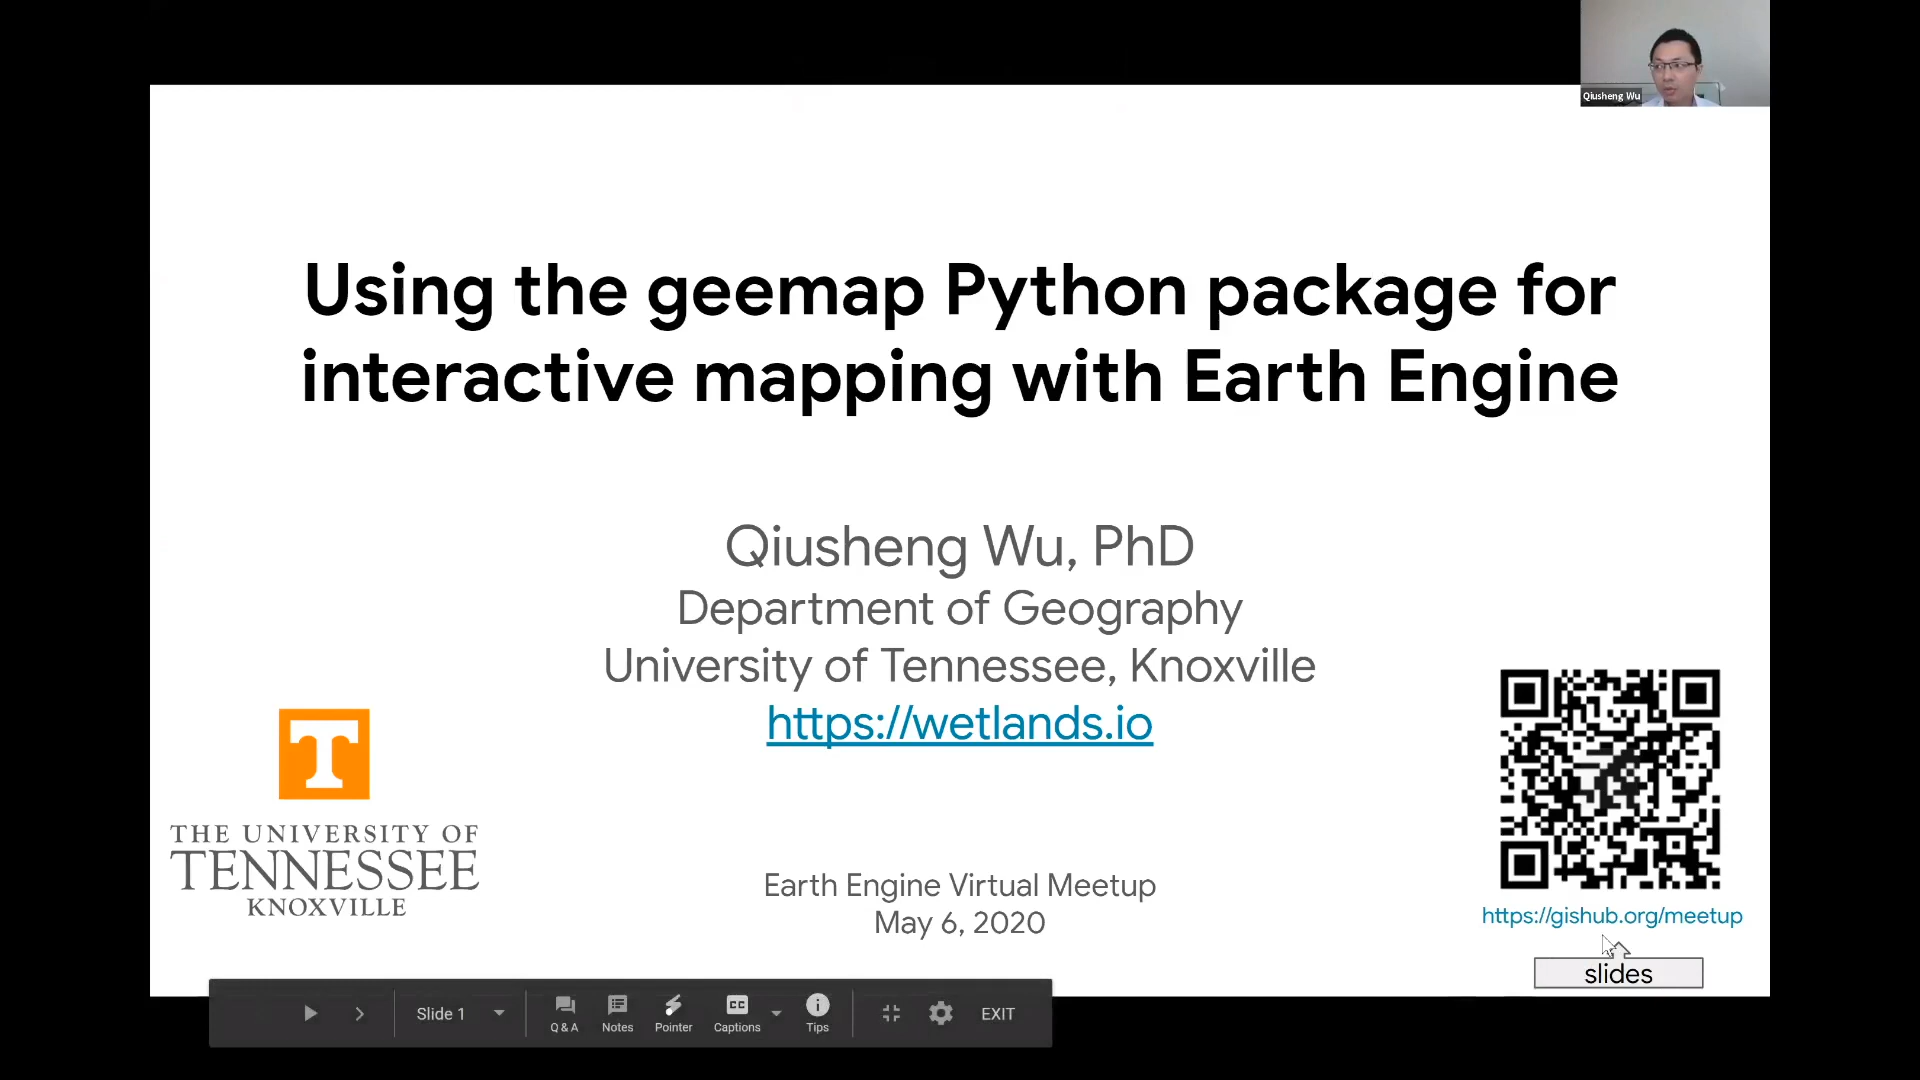 Qiusheng Wu
Using the geemap Python package for
interactive mapping with Earth Engine
Qiusheng Wu, PhD
Department of Geography
University of Tennessee, Knoxville
https://wetlands.io
T
THE UNIVERSITY OF
TENNESSEE
KNOXVILLE
Earth Engine Virtual Meetup
May 6, 2020
https://gishub.org/meetup
slides
Slide 1
Q & A
Notes
Pointer
CC
Captions
Tips
EXIT